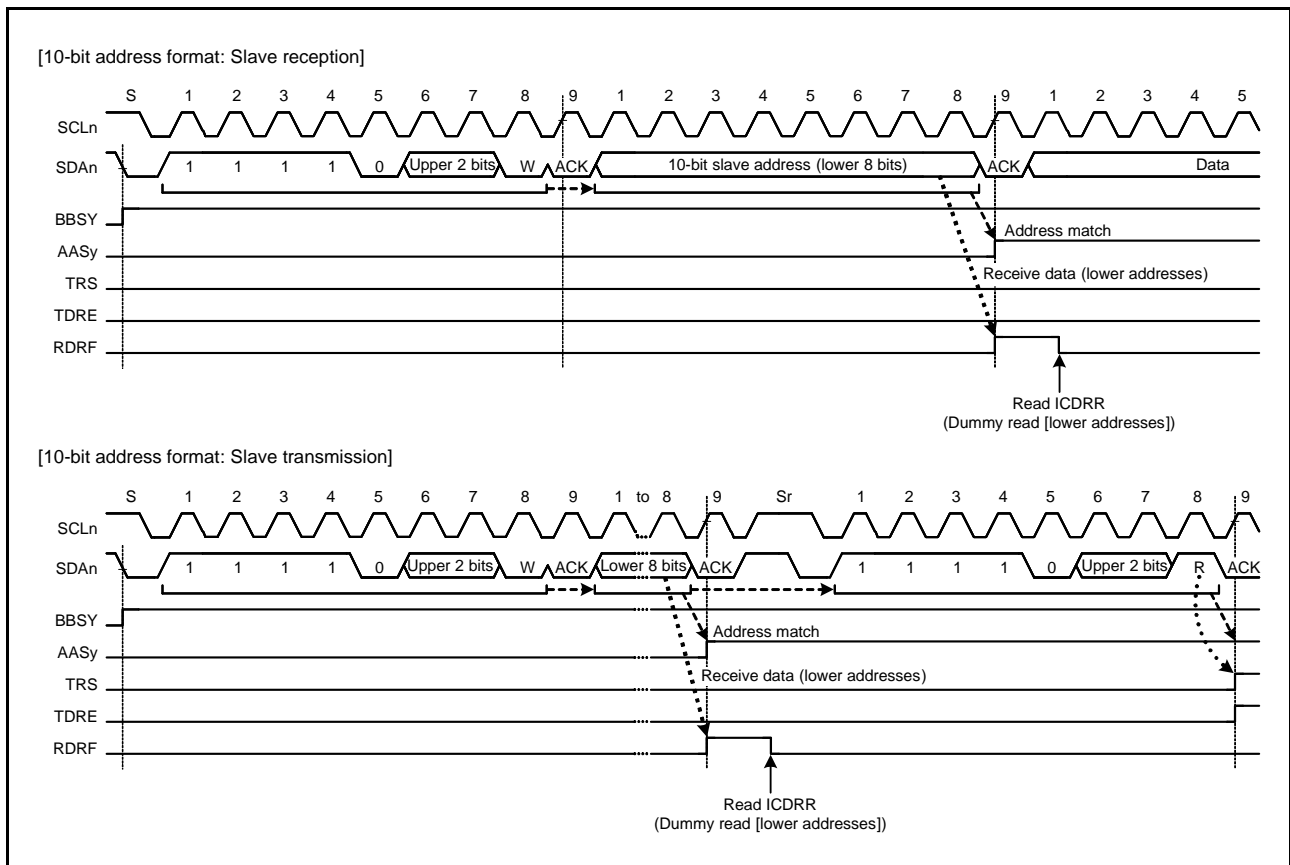 [10-bit address format: Slave reception]
S 1 2 3 4 5 6 7 8 9 1 2 3 4 5 6 7 8 9 1 2 3 4 5
SCLn
SDAn 1 1 1 1 0 Upper 2 bits W ACK 10-bit slave address (lower 8 bits) ACK Data
BBSY
Address match
AASy
Receive data (lower addresses)
TRS
TDRE
RDRF
Read ICDRR
(Dummy read [lower addresses])
[10-bit address format: Slave transmission]
S 1 2 3 4 5 6 7 8 9 1 to 8 9 Sr 1 2 3 4 5 6 7 8 9
SCLn
SDAn 1 1 1 1 0 Upper 2 bits W ACK Lower 8 bits ACK 1 1 1 1 0 Upper 2 bits R ACK
BBSY
Address match
AASy
Receive data (lower addresses)
TRS
TDRE
RDRF
Read ICDRR
(Dummy read [lower addresses])